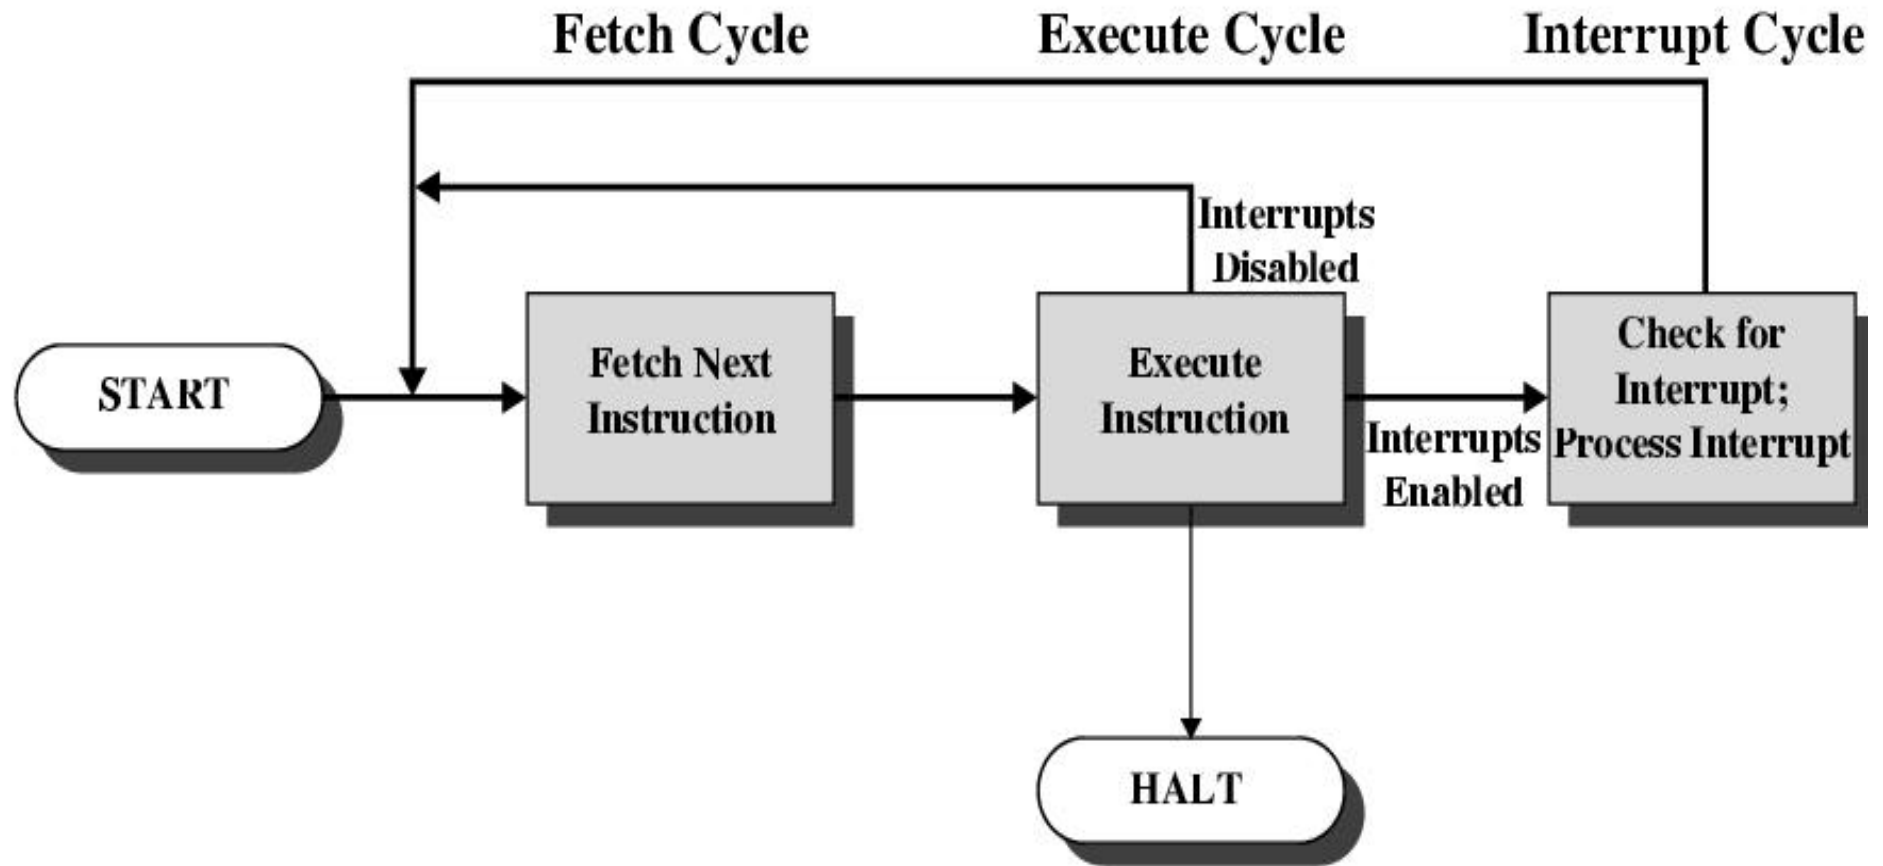 Fetch Cycle
Execute Cycle
Interrupt Cycle
Interrupts
Disabled
START
Fetch Next
Instruction
Execute
Instruction
Interrupts
Enabled
Check for
Interrupt;
Process Interrupt
HALT